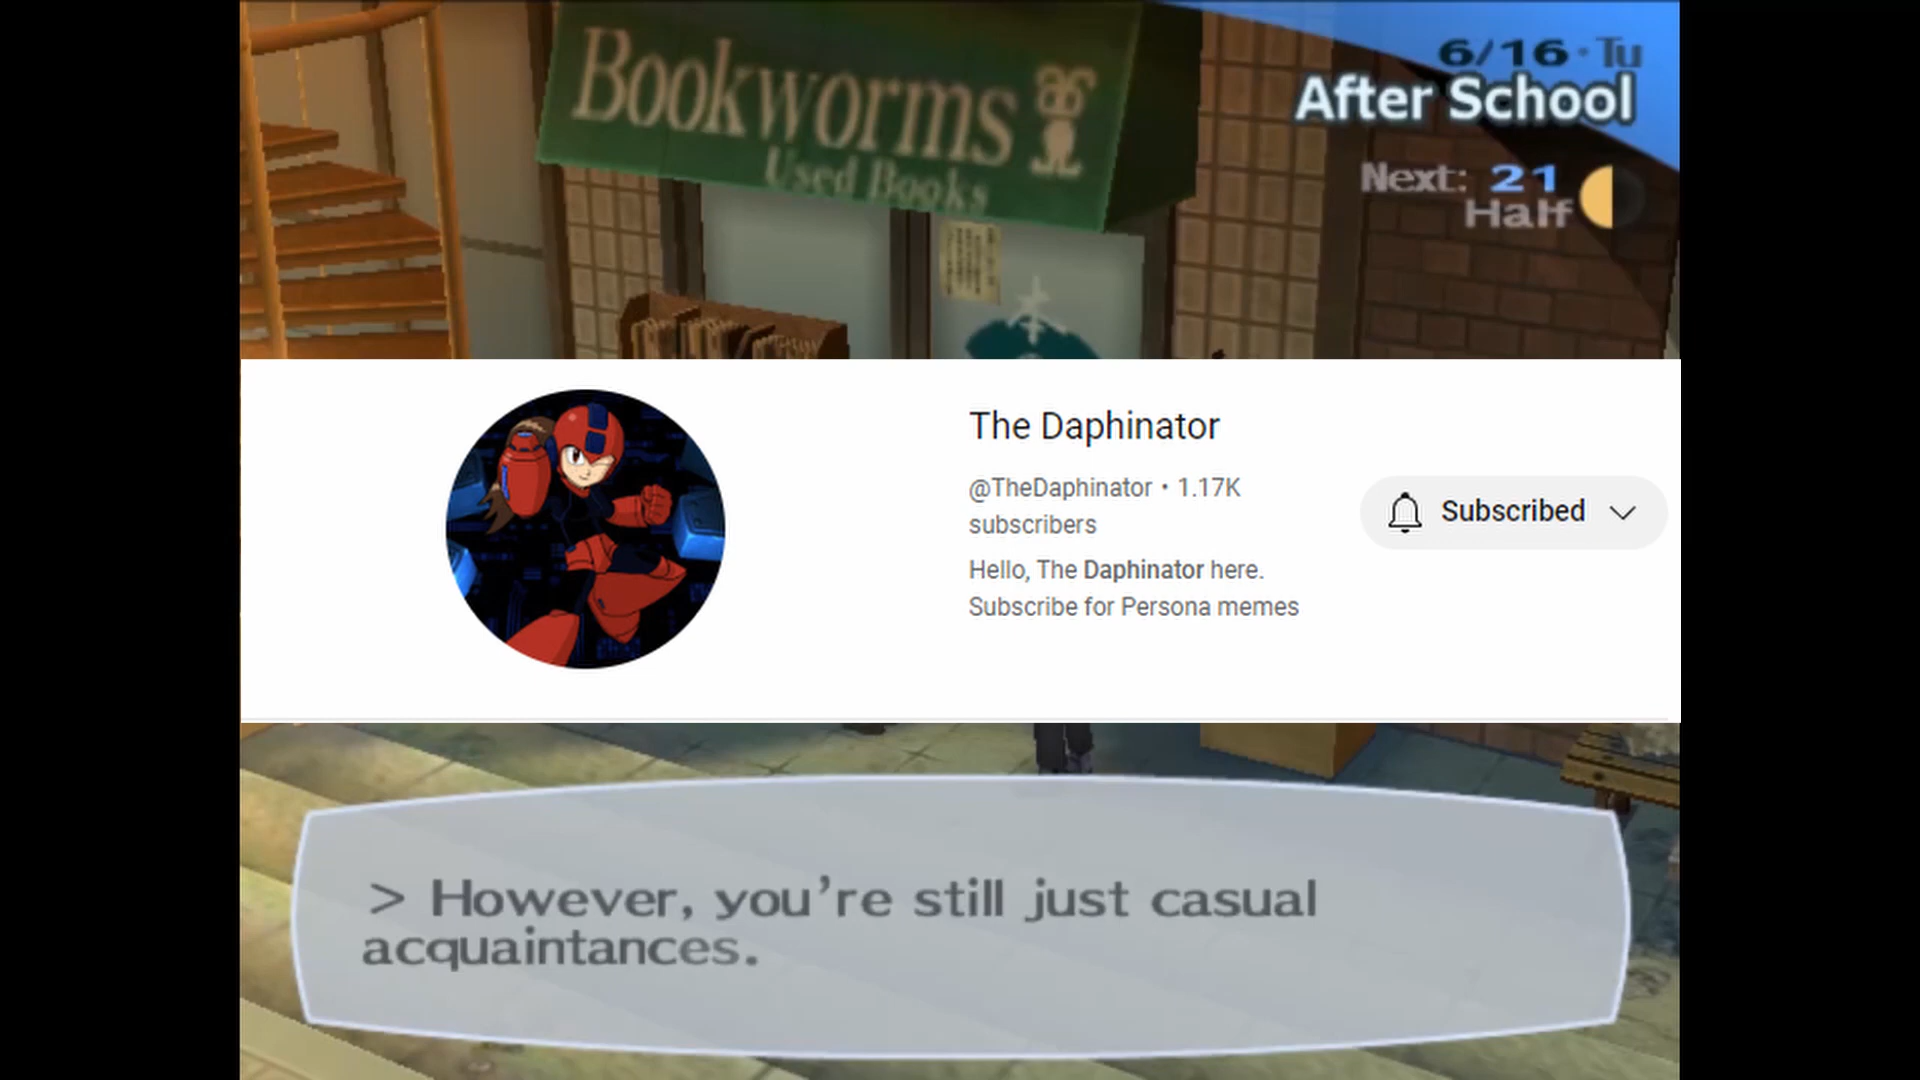 Bookworms
Used Books
6/16・Tu
After School
Next: 21
Half
本
The Daphinator
@TheDaphinator • 1.17K
subscribers
Hello, The Daphinator here.
Subscribe for Persona memes
Subscribed
> However, you're still just casual
acquaintances.